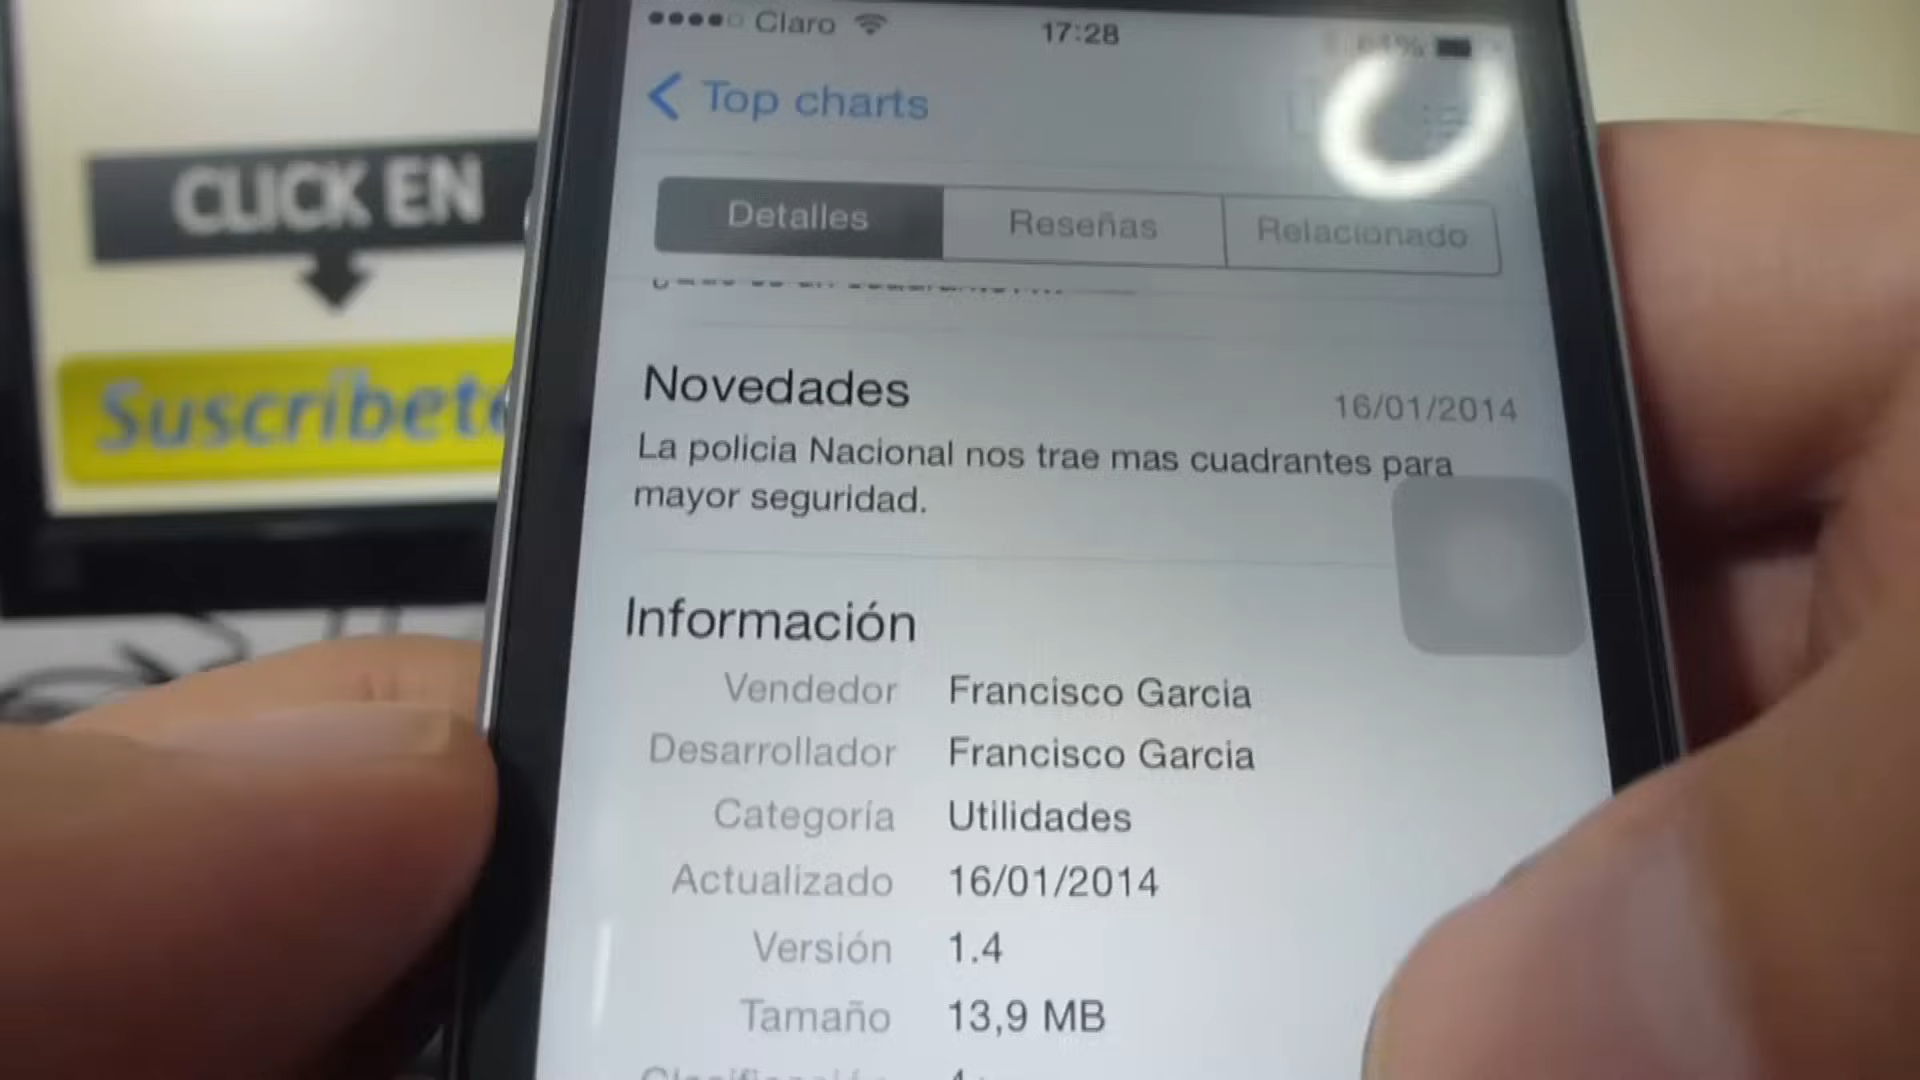 Claro
17:28
Top charts
CLICK EN
Detalles
Reseñas
Relacionado
Suscríbete
Novedades
16/01/2014
La policia Nacional nos trae mas cuadrantes para
mayor seguridad.
Información
Vendedor Francisco Garcia
Desarrollador Francisco Garcia
Categoría Utilidades
Actualizado 16/01/2014
Versión 1.4
Tamaño 13,9 MB